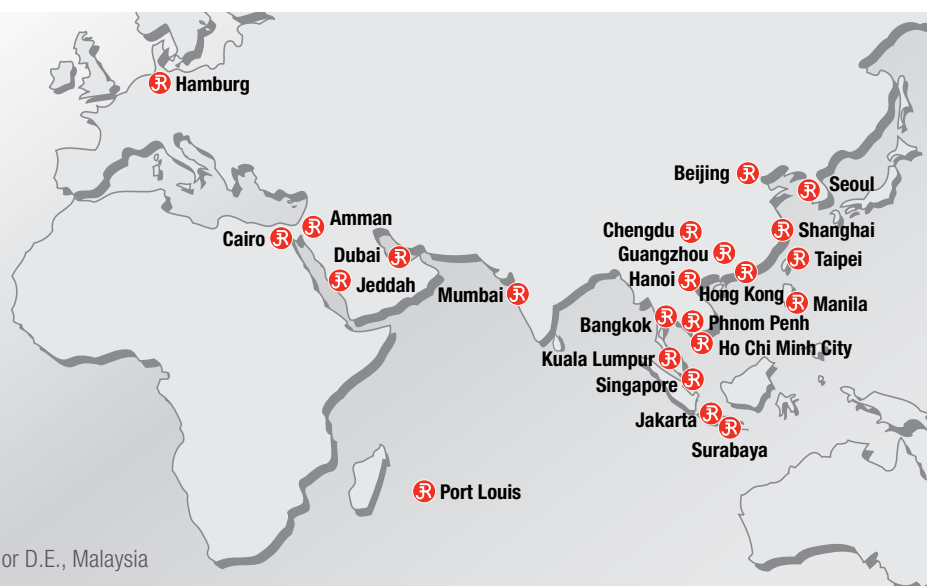 Hamburg
Beijing
Seoul
Amman
Cairo
Chengdu
Shanghai
Dubai
Guangzhou
Taipei
Jeddah
Hanoi
Mumbai
Hong Kong
Manila
Bangkok
Phnom Penh
Ho Chi Minh City
Kuala Lumpur
Singapore
Jakarta
Surabaya
Port Louis
or D.E., Malaysia